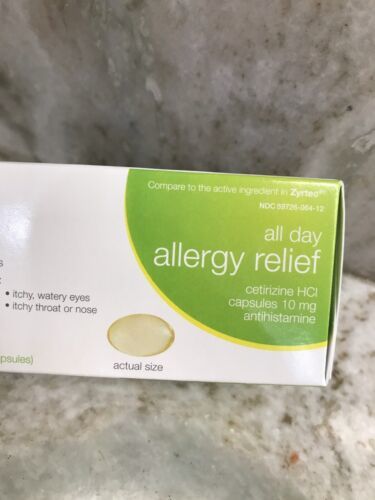 Compare to the active ingredient in Zyrtec®
NDC 59726-064-12
all day
allergy relief
cetirizine HCl
capsules 10 mg
antihistamine
s
:
• itchy, watery eyes
• itchy throat or nose
psules)
actual size